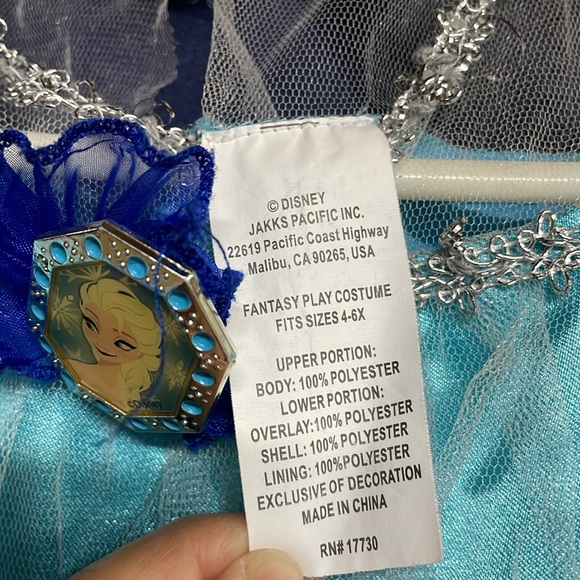 © DISNEY
JAKKS PACIFIC INC.
22619 Pacific Coast Highway
Malibu, CA 90265, USA
FANTASY PLAY COSTUME
FITS SIZES 4-6X
UPPER PORTION:
BODY: 100% POLYESTER
LOWER PORTION:
OVERLAY:100% POLYESTER
SHELL: 100% POLYESTER
LINING: 100%POLYESTER
EXCLUSIVE OF DECORATION
MADE IN CHINA
RN# 17730
©Disney